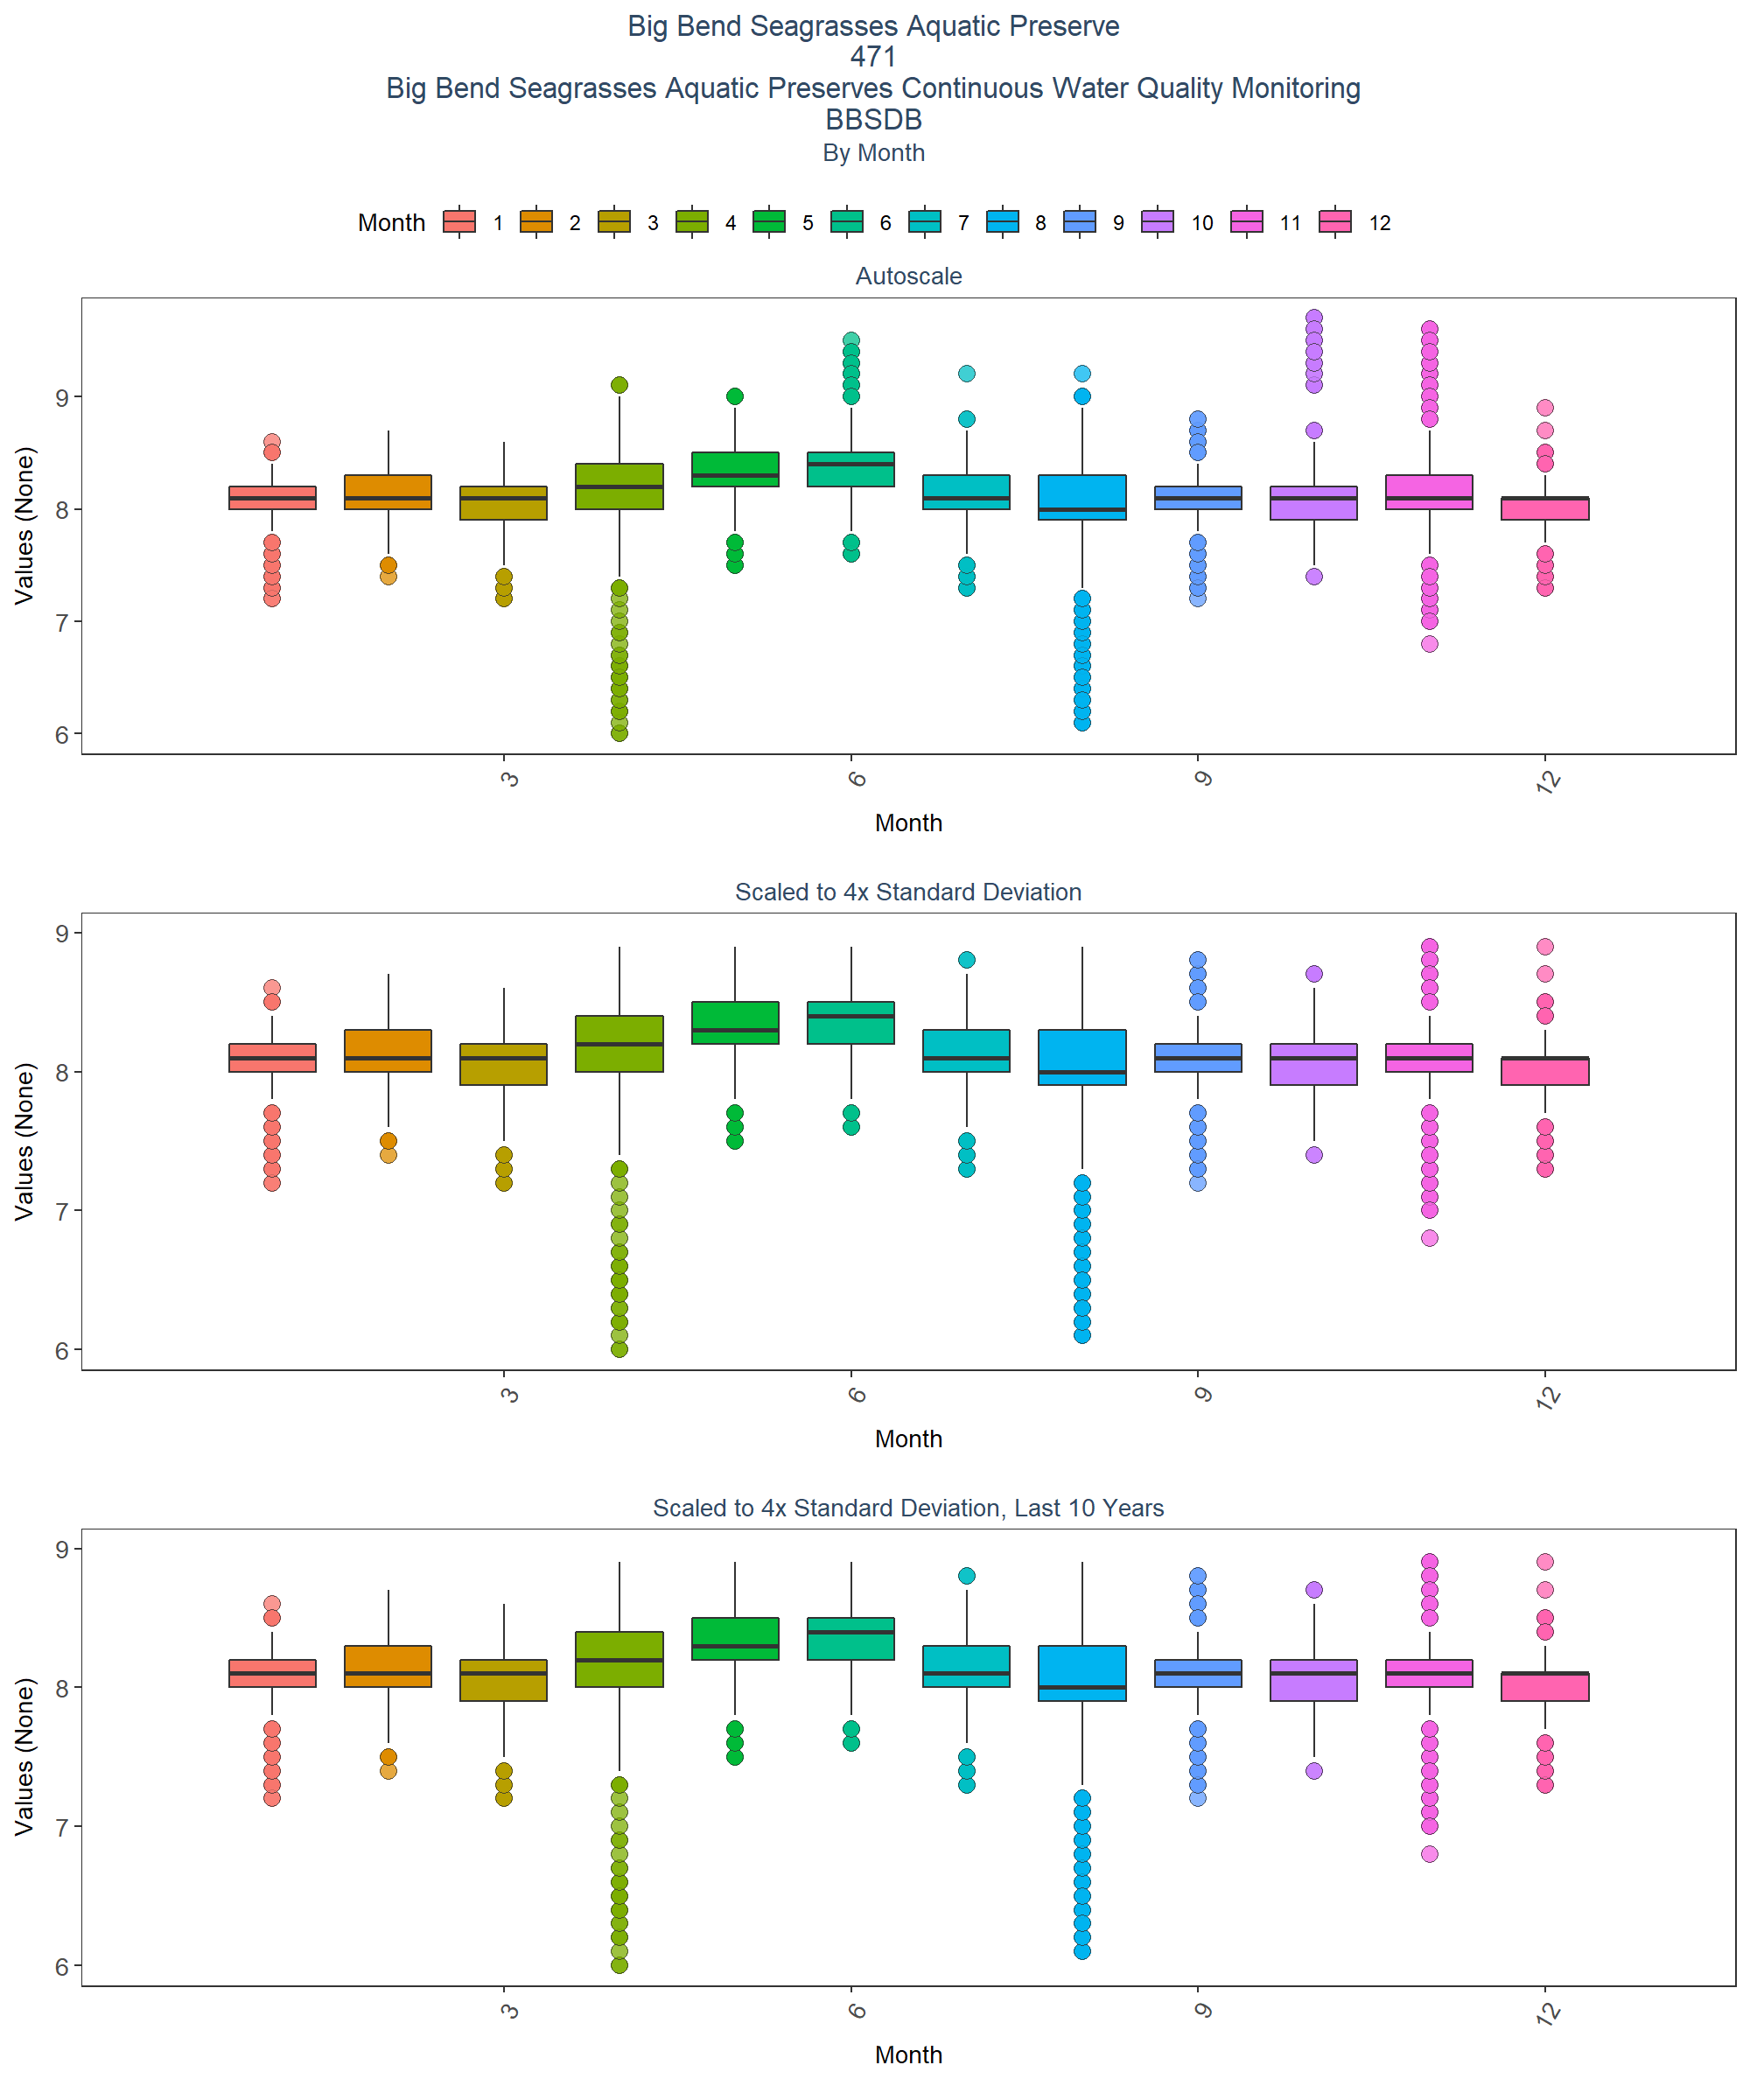 Big Bend Seagrasses Aquatic Preserve
471
Big Bend Seagrasses Aquatic Preserves Continuous Water Quality Monitoring
BBSDB
By Month
Month 1 2 3 4 5 6 7 8 9 10 11 12
Autoscale
Values (None)
9
8
7
6
3 6 9 12
Month
Scaled to 4x Standard Deviation
Values (None)
9
8
7
6
3 6 9 12
Month
Scaled to 4x Standard Deviation, Last 10 Years
Values (None)
9
8
7
6
3 6 9 12
Month